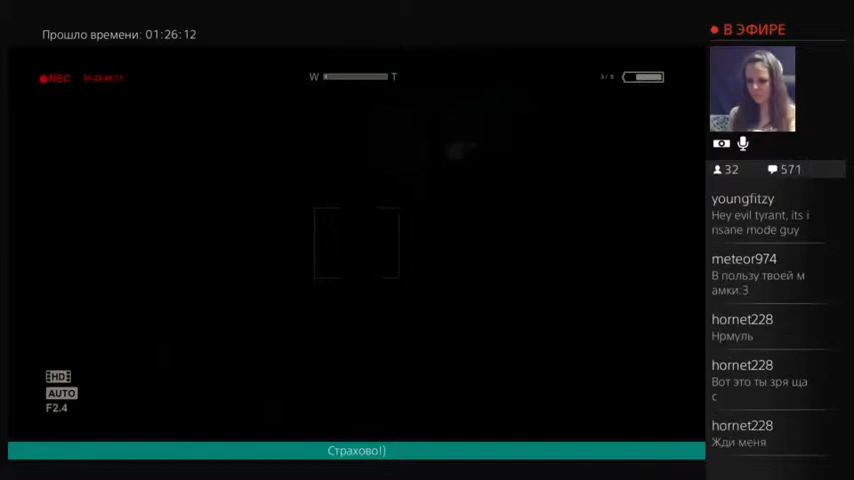 Прошло времени: 01:26:12
В ЭФИРЕ
REC
W T
HD
AUTO
F2.4
Страхово!)
32 571
youngfitzy
Hey evil tyrant, its i
nsane mode guy
meteor974
В пользу твоей м
амки:3
hornet228
Нрмуль
hornet228
Вот это ты зря ща
с
hornet228
Жди меня